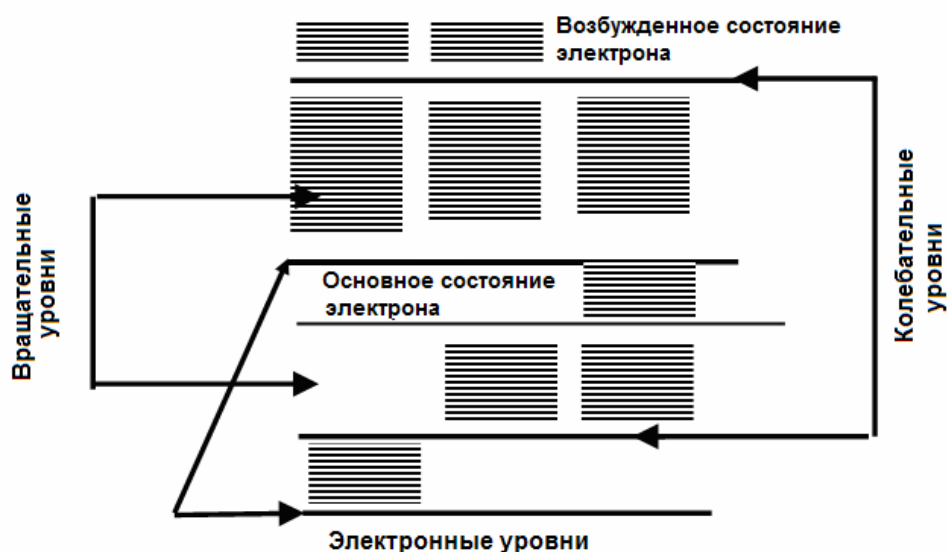 Возбужденное состояние
электрона
Вращательные
уровни
Основное состояние
электрона
Колебательные
уровни
Электронные уровни